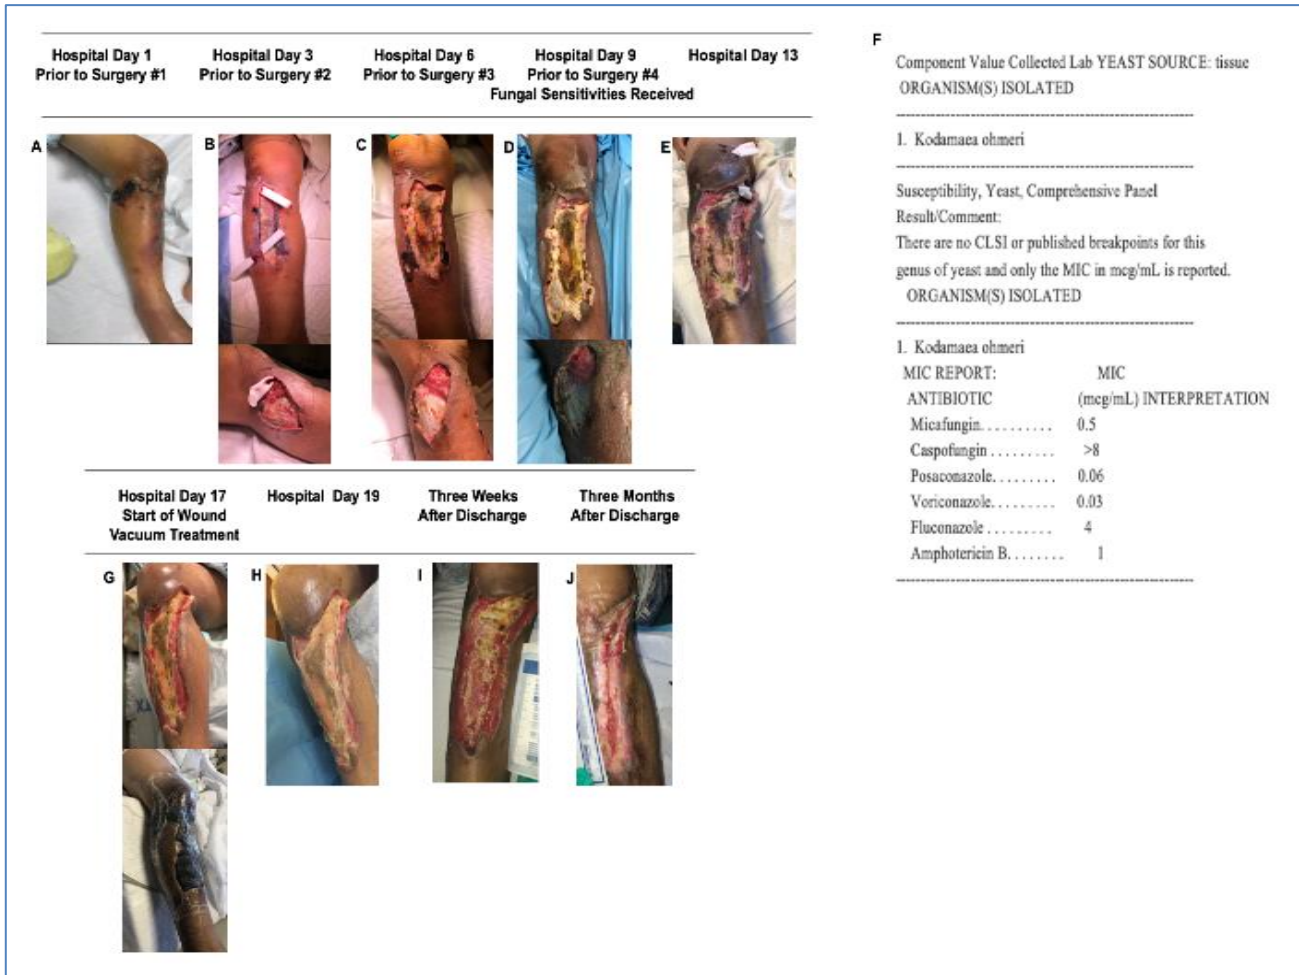 Hospital Day 1
Prior to Surgery #1
Hospital Day 3
Prior to Surgery #2
Hospital Day 6
Prior to Surgery #3
Hospital Day 9
Prior to Surgery #4
Fungal Sensitivities Received
Hospital Day 13
A
B
C
D
E
Hospital Day 17
Start of Wound
Vacuum Treatment
Hospital Day 19
Three Weeks
After Discharge
Three Months
After Discharge
G
H
I
J
F
Component Value Collected Lab YEAST SOURCE: tissue
ORGANISM(S) ISOLATED
1. Kodamaea ohmeri
Susceptibility, Yeast, Comprehensive Panel
Result/Comment:
There are no CLSI or published breakpoints for this
genus of yeast and only the MIC in mcg/mL is reported.
ORGANISM(S) ISOLATED
1. Kodamaea ohmeri
MIC REPORT: MIC
ANTIBIOTIC (mcg/mL) INTERPRETATION
Micafungin. . . . . . . . . . 0.5
Caspofungin . . . . . . . . . >8
Posaconazole. . . . . . . . . 0.06
Voriconazole. . . . . . . . . 0.03
Fluconazole . . . . . . . . . 4
Amphotericin B. . . . . . . . 1